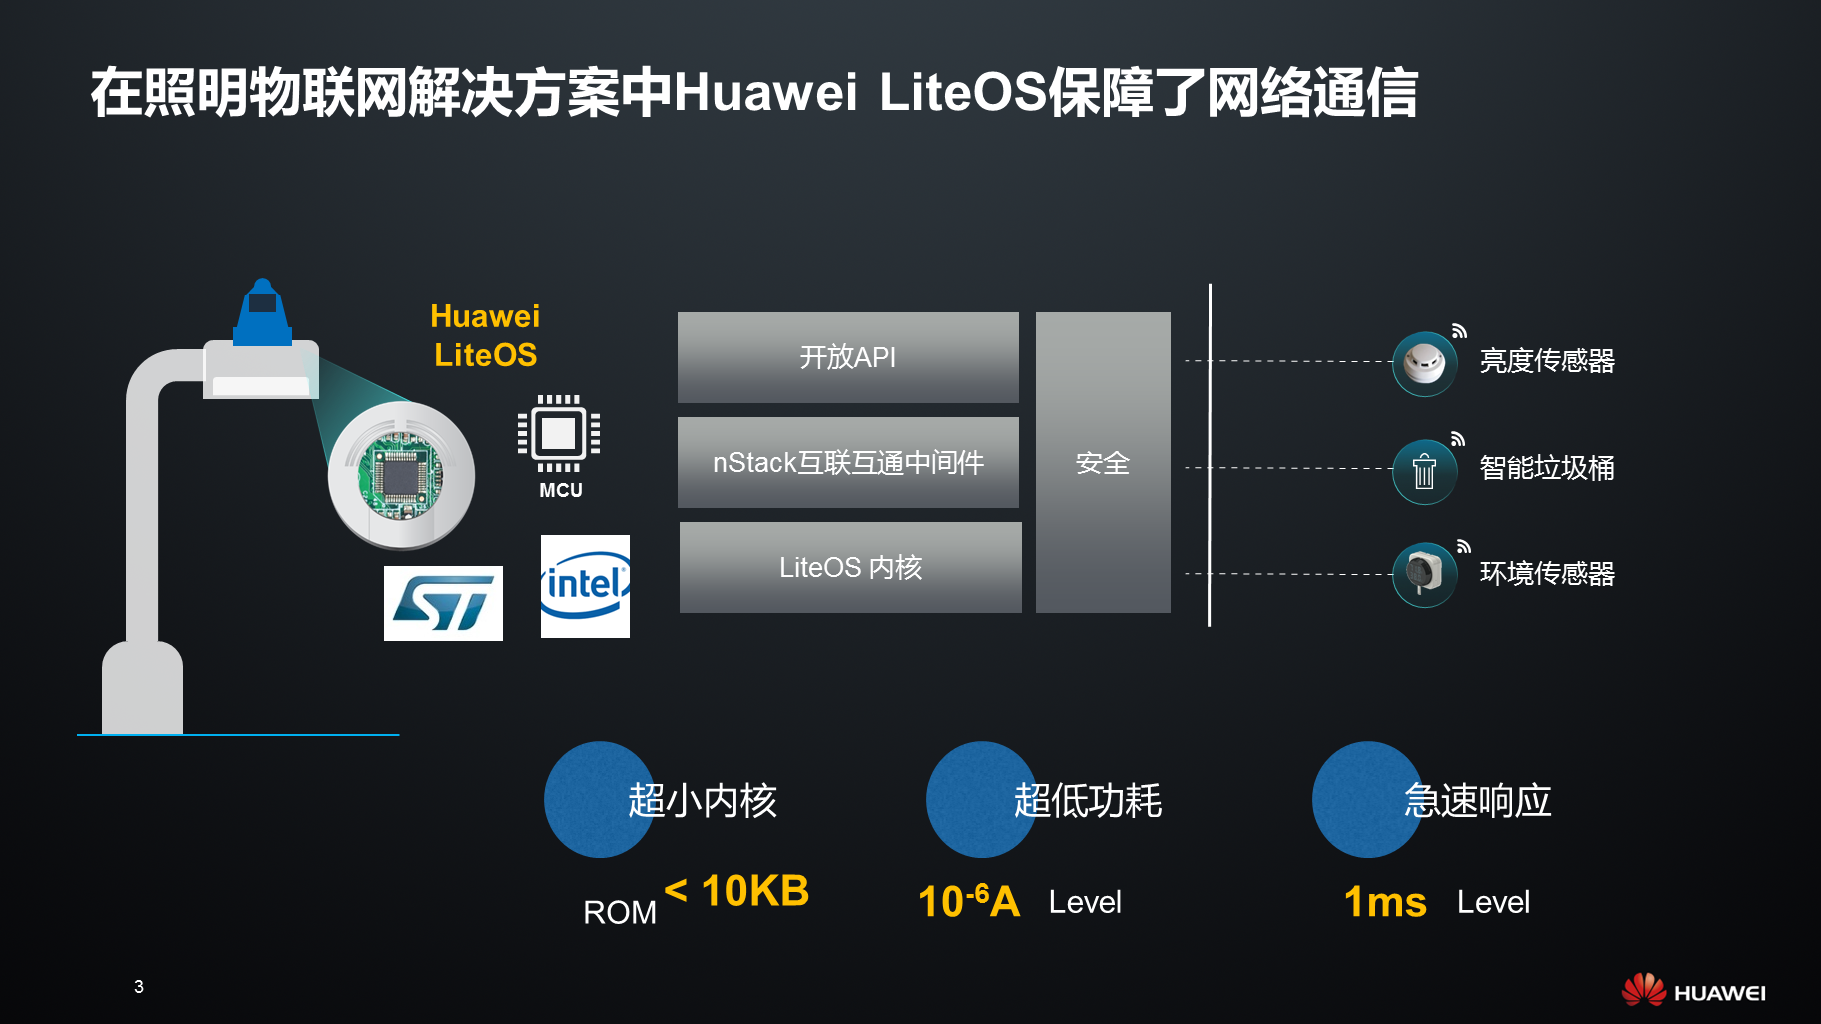 在照明物联网解决方案中Huawei LiteOS保障了网络通信
Huawei
LiteOS
MCU
ST
intel
开放API
nStack互联互通中间件
LiteOS 内核
安全
亮度传感器
智能垃圾桶
环境传感器
超小内核
ROM < 10KB
超低功耗
10-6A Level
急速响应
1ms Level
3
HUAWEI